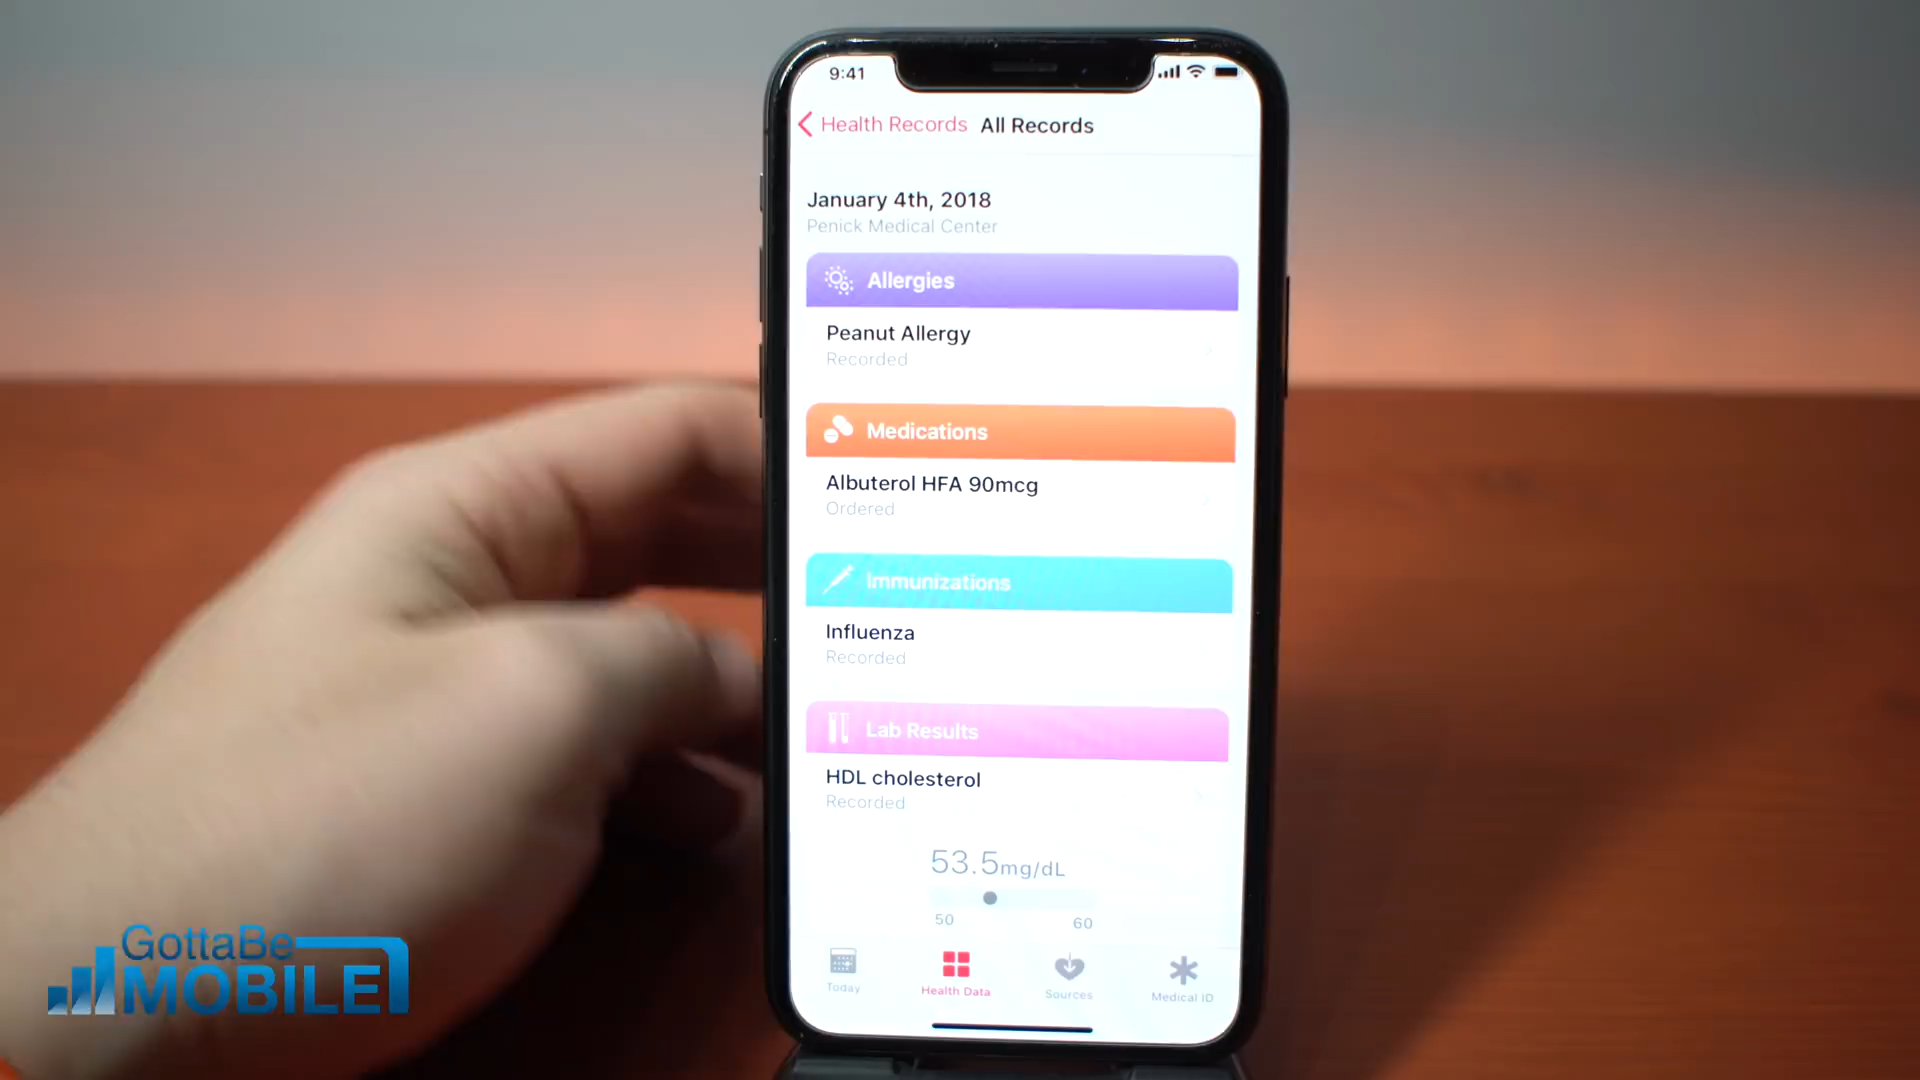 9:41
Health Records All Records
January 4th, 2018
Penick Medical Center
Allergies
Peanut Allergy
Recorded
Medications
Albuterol HFA 90mcg
Ordered
Immunizations
Influenza
Recorded
Lab Results
HDL cholesterol
Recorded
53.5mg/dL
50 60
Today Health Data Sources Medical ID
GottaBe
MOBILE